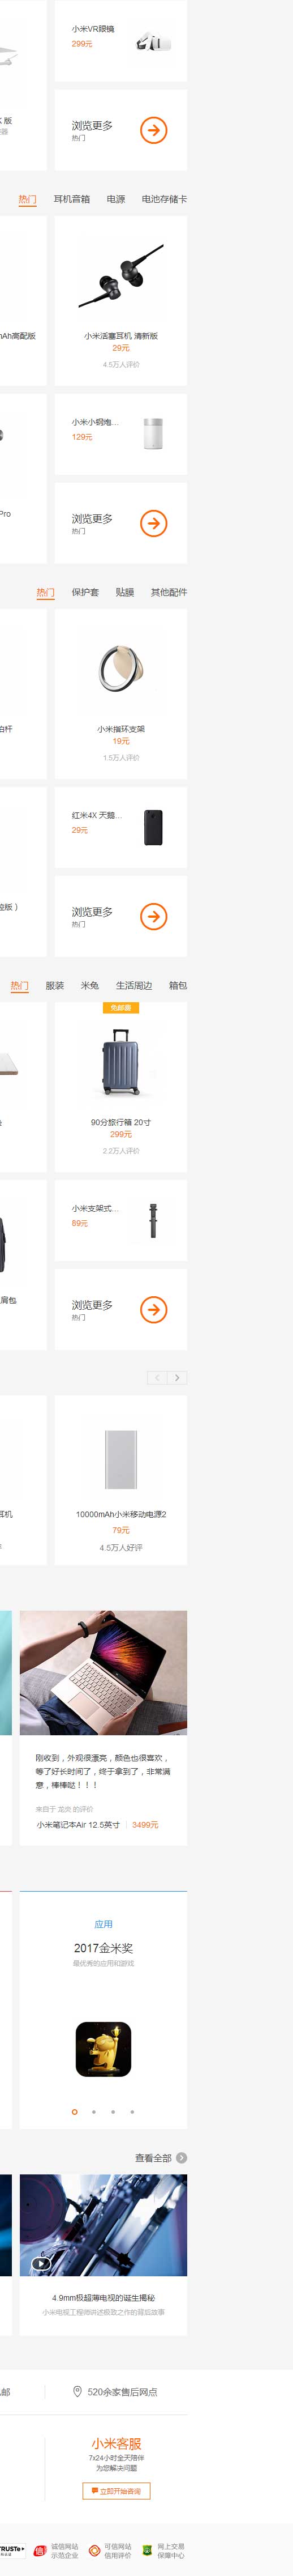 小米VR眼镜
299元
版
浏览更多
热门
热门 耳机音箱 电源 电池存储卡
Ah高配版
小米活塞耳机 清新版
29元
4.5万人评价
小米小钢炮...
129元
Pro
浏览更多
热门
热门 保护套 贴膜 其他配件
杆
小米指环支架
19元
1.5万人评价
红米4X 天鹅...
29元
版）
浏览更多
热门
热门 服装 米兔 生活周边 箱包
免邮费
90分旅行箱 20寸
299元
2.2万人评价
小米支架式...
89元
肩包
浏览更多
热门
耳机
10000mAh小米移动电源2
79元
4.5万人好评
刚收到，外观很漂亮，颜色也很喜欢，
等了好长时间了，终于拿到了，非常满
意，棒棒哒！！！
来自于 龙炎 的评价
小米笔记本Air 12.5英寸 3499元
应用
2017金米奖
最优秀的应用和游戏
查看全部
4.9mm极超薄电视的诞生揭秘
小米电视工程师讲述极致之作的幕后故事
邮
520余家售后网点
小米客服
7x24小时全天陪伴
为您解决问题
立即开始咨询
TRUSTe
信
诚信网站
示范企业
可信网站
信用评价
网上交易
保障中心